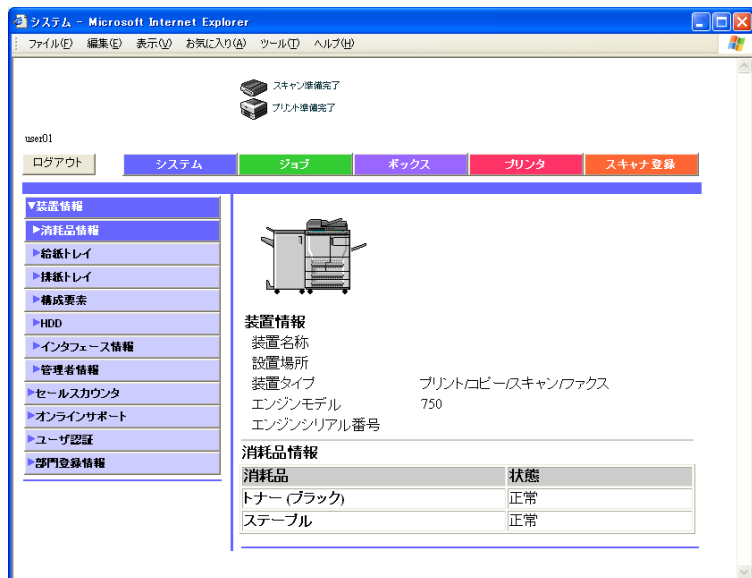 システム - Microsoft Internet Explorer
ファイル(F) 編集(E) 表示(V) お気に入り(A) ツール(T) ヘルプ(H)
スキャン準備完了
プリント準備完了
user01
ログアウト システム ジョブ ボックス プリンタ スキャナ登録
▼装置情報
▶消耗品情報
▶給紙トレイ
▶排紙トレイ
▶構成要素
▶HDD
▶インタフェース情報
▶管理者情報
▶セールスカウンタ
▶オンラインサポート
▶ユーザ認証
▶部門登録情報
装置情報
装置名称
設置場所
装置タイプ プリント/コピー/スキャン/ファクス
エンジンモデル 750
エンジンシリアル番号
消耗品情報
消耗品 状態
トナー (ブラック) 正常
ステープル 正常